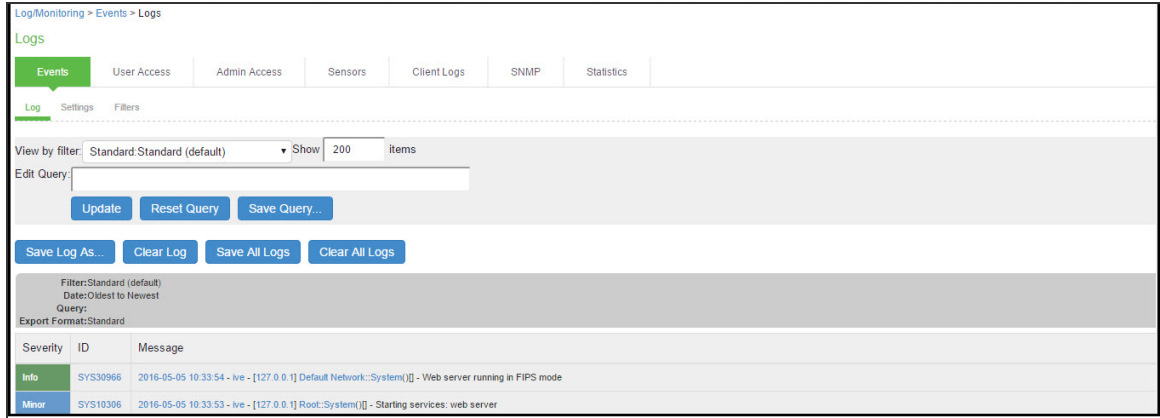 Log/Monitoring > Events > Logs
Logs
Events User Access Admin Access Sensors Client Logs SNMP Statistics
Log Settings Filters
View by filter: Standard:Standard (default) Show 200 items
Edit Query:
Update Reset Query Save Query...
Save Log As... Clear Log Save All Logs Clear All Logs
Filter:Standard (default)
Date:Oldest to Newest
Query:
Export Format:Standard
Severity ID Message
Info SYS30966 2016-05-05 10:33:54 - ive - [127.0.0.1] Default Network::System()[] - Web server running in FIPS mode
Minor SYS10306 2016-05-05 10:33:53 - ive - [127.0.0.1] Root::System()[] - Starting services: web server